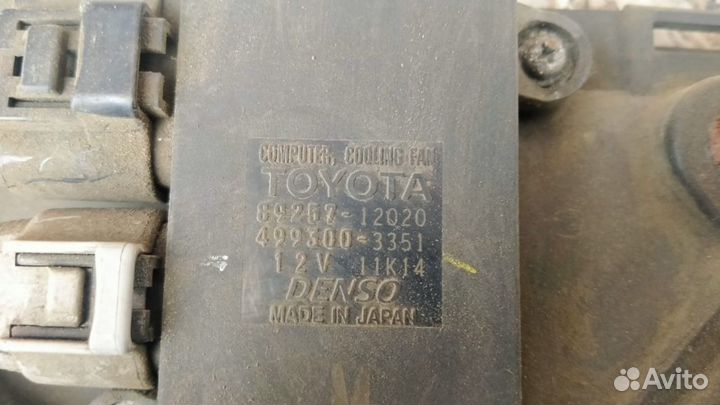 COMPUTER, COOLING FAN
TOYOTA
89257-12020
499300-3351
12V 11K14
DENSO
MADE IN JAPAN
M
Avito